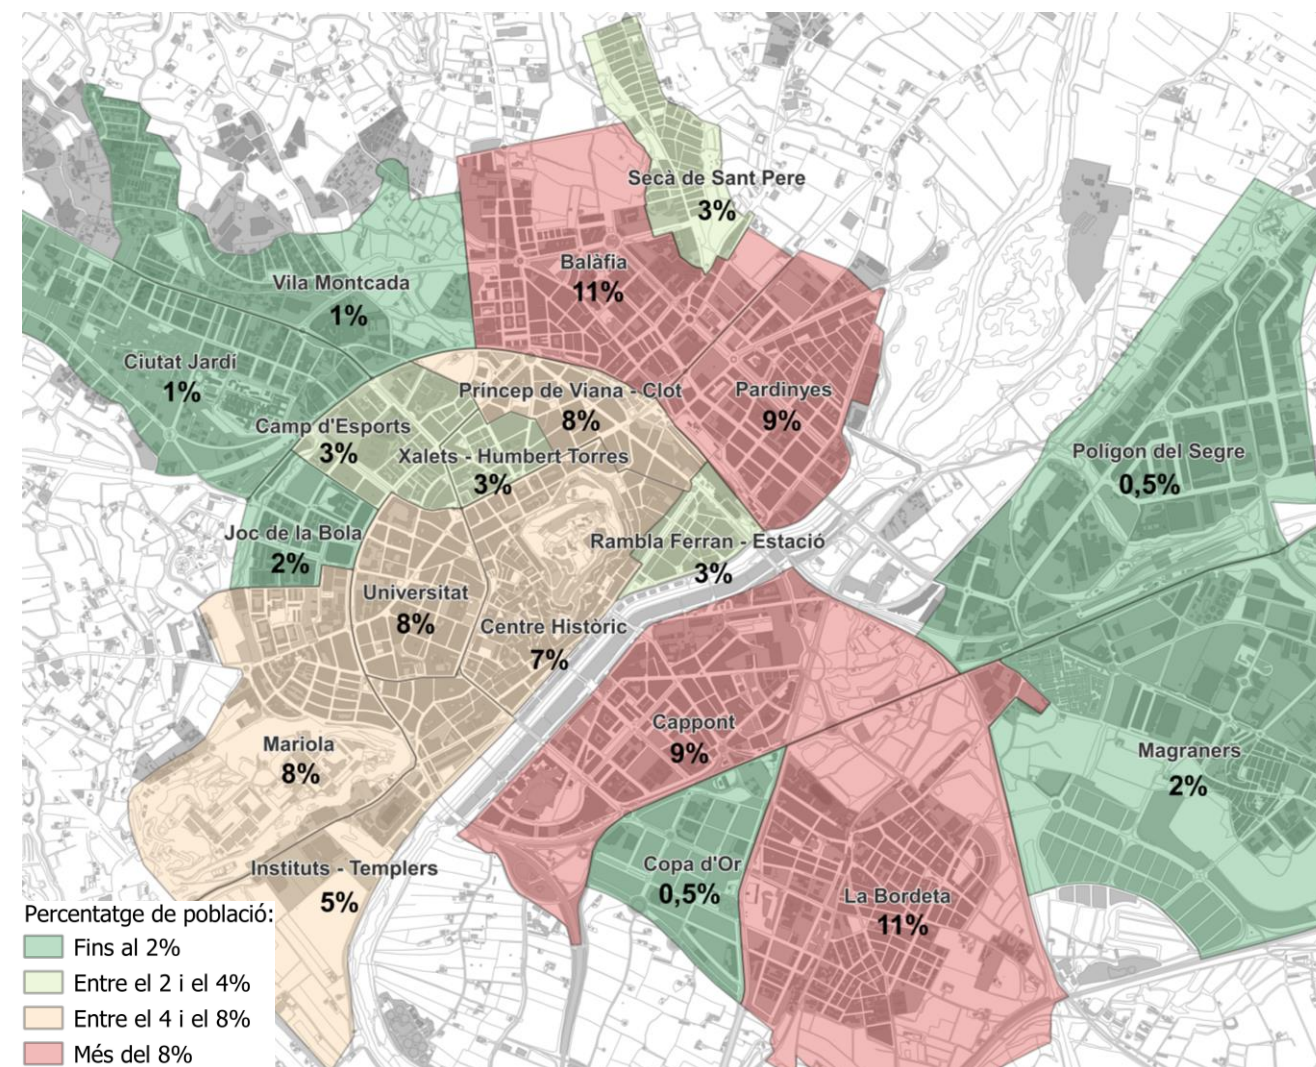 Secà de Sant Pere
3%
Balàfia
11%
Vila Montcada
1%
Ciutat Jardí
1%
Príncep de Viana - Clot
8%
Pardinyes
9%
Camp d'Esports
3%
Xalets - Humbert Torres
3%
Polígon del Segre
0,5%
Joc de la Bola
2%
Rambla Ferran - Estació
3%
Universitat
8%
Centre Històric
7%
Cappont
9%
Mariola
8%
Magraners
2%
Instituts - Templers
5%
Copa d'Or
0,5%
La Bordeta
11%
Percentatge de població:
Fins al 2%
Entre el 2 i el 4%
Entre el 4 i el 8%
Més del 8%